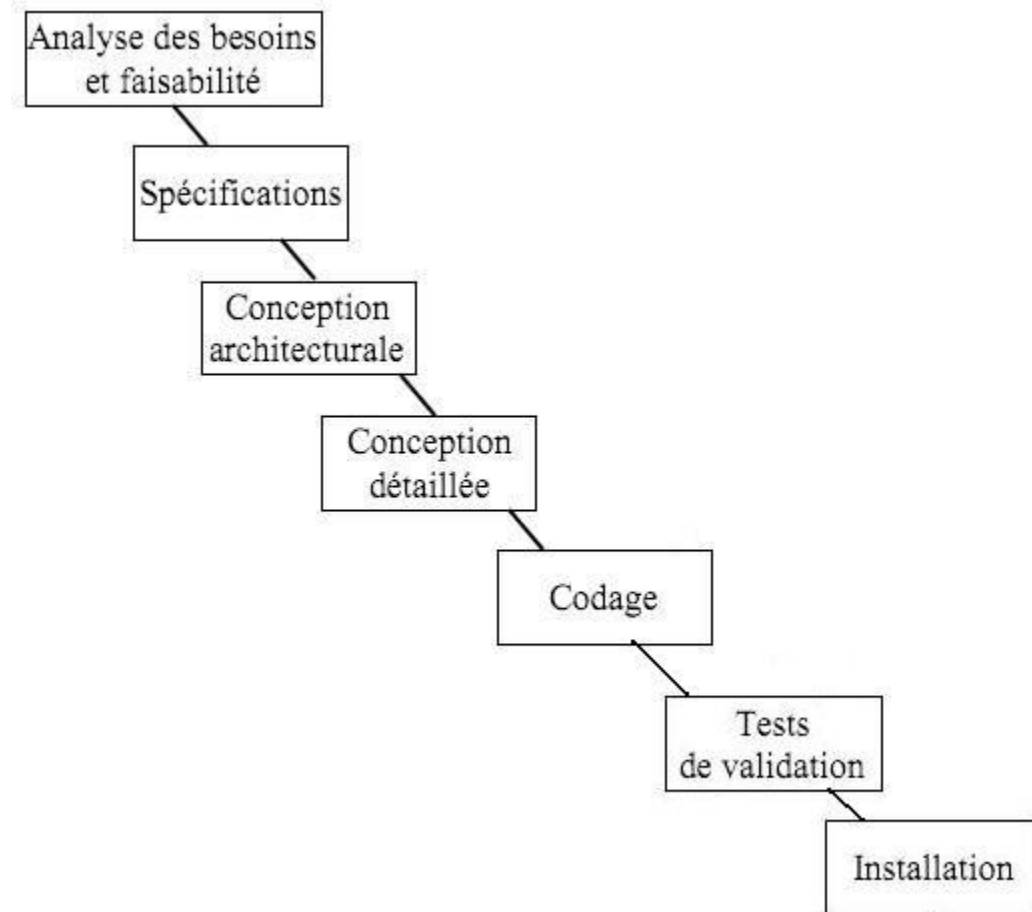 Analyse des besoins
et faisabilité
Spécifications
Conception
architecturale
Conception
détaillée
Codage
Tests
de validation
Installation